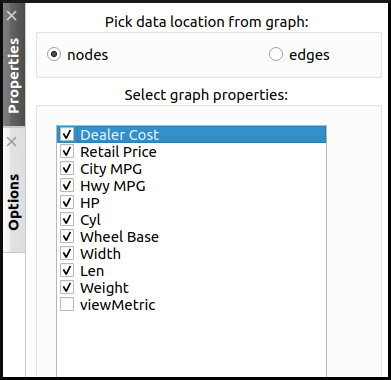 Pick data location from graph:
nodes
edges
Select graph properties:
Dealer Cost
Retail Price
City MPG
Hwy MPG
HP
Cyl
Wheel Base
Width
Len
Weight
viewMetric
Properties
Options